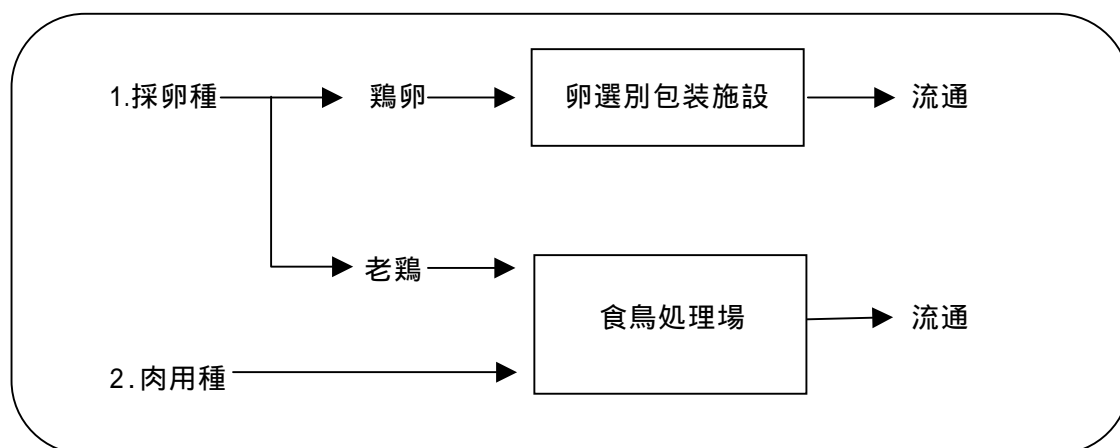 1.採卵種
鶏卵
卵選別包装施設
流通
老鶏
食鳥処理場
流通
2.肉用種